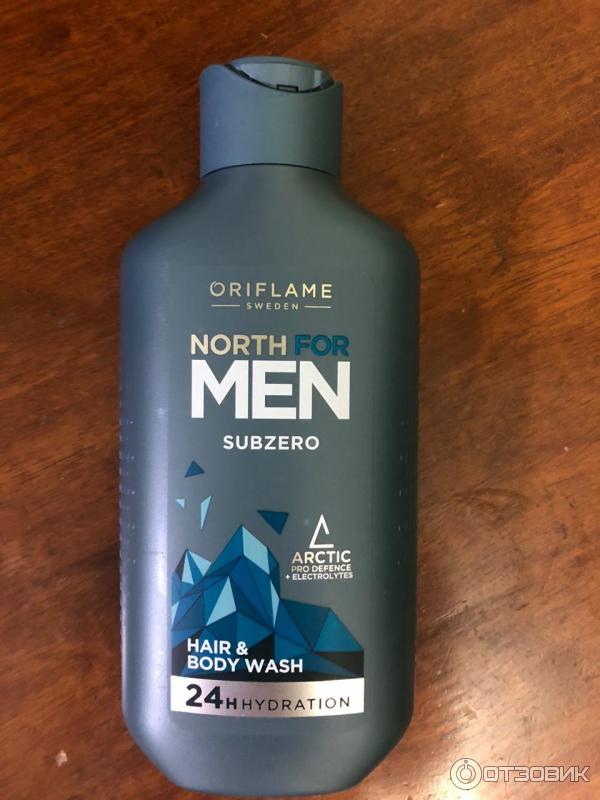 ORIFLAME
SWEDEN
NORTH FOR
MEN
SUBZERO
ARCTIC
PRO DEFENCE
+ ELECTROLYTES
HAIR &
BODY WASH
24H HYDRATION
ОТЗОВИК